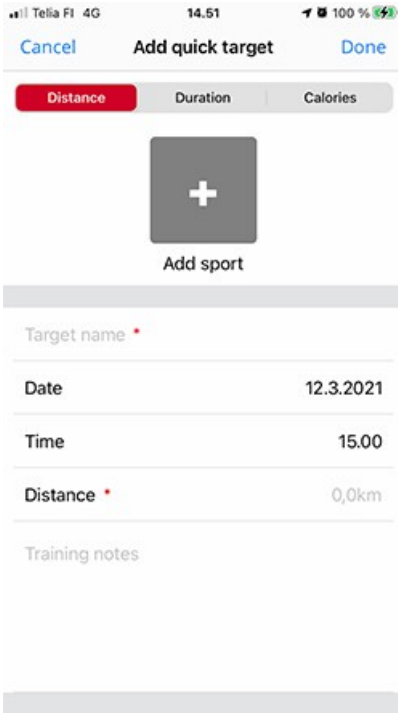 Telia FI 4G 14.51 100 %
Cancel Add quick target Done
Distance Duration Calories
Add sport
Target name *
Date 12.3.2021
Time 15.00
Distance * 0,0km
Training notes